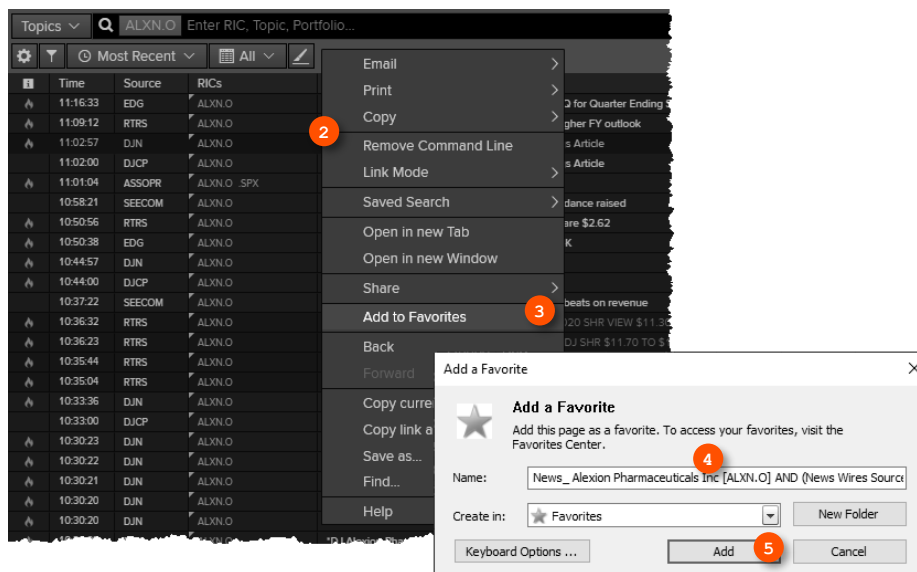 Topics ALXN.O Enter RIC, Topic, Portfolio...
Most Recent All
Time Source RICs
11:16:33 EDG ALXN.O Q for Quarter Ending
11:09:12 RTRS ALXN.O gher FY outlook
11:02:57 DJN ALXN.O s Article
11:02:00 DJCP ALXN.O s Article
11:01:04 ASSOPR ALXN.O .SPX
10:58:21 SEECOM ALXN.O dance raised
10:50:56 RTRS ALXN.O are $2.62
10:50:38 EDG ALXN.O K
10:44:57 DJN ALXN.O
10:44:00 DJCP ALXN.O
10:37:22 SEECOM ALXN.O beats on revenue
10:36:32 RTRS ALXN.O 020 SHR VIEW $11.3
10:36:23 RTRS ALXN.O DJ SHR $11.70 TO $
10:35:44 RTRS ALXN.O
10:35:04 RTRS ALXN.O
10:33:36 DJN ALXN.O
10:33:00 DJCP ALXN.O
10:30:23 DJN ALXN.O
10:30:22 DJN ALXN.O
10:30:21 DJN ALXN.O
10:30:20 DJN ALXN.O
10:30:20 DJN ALXN.O
Email
Print
Copy
2
Remove Command Line
Link Mode
Saved Search
Open in new Tab
Open in new Window
Share
Add to Favorites 3
Back
Forward
Copy curre
Copy link a
Save as...
Find...
Help
Add a Favorite
Add a Favorite
Add this page as a favorite. To access your favorites, visit the
Favorites Center.
4
Name: News_ Alexion Pharmaceuticals Inc [ALXN.O] AND (News Wires Source
Create in: Favorites New Folder
Keyboard Options ... Add 5 Cancel